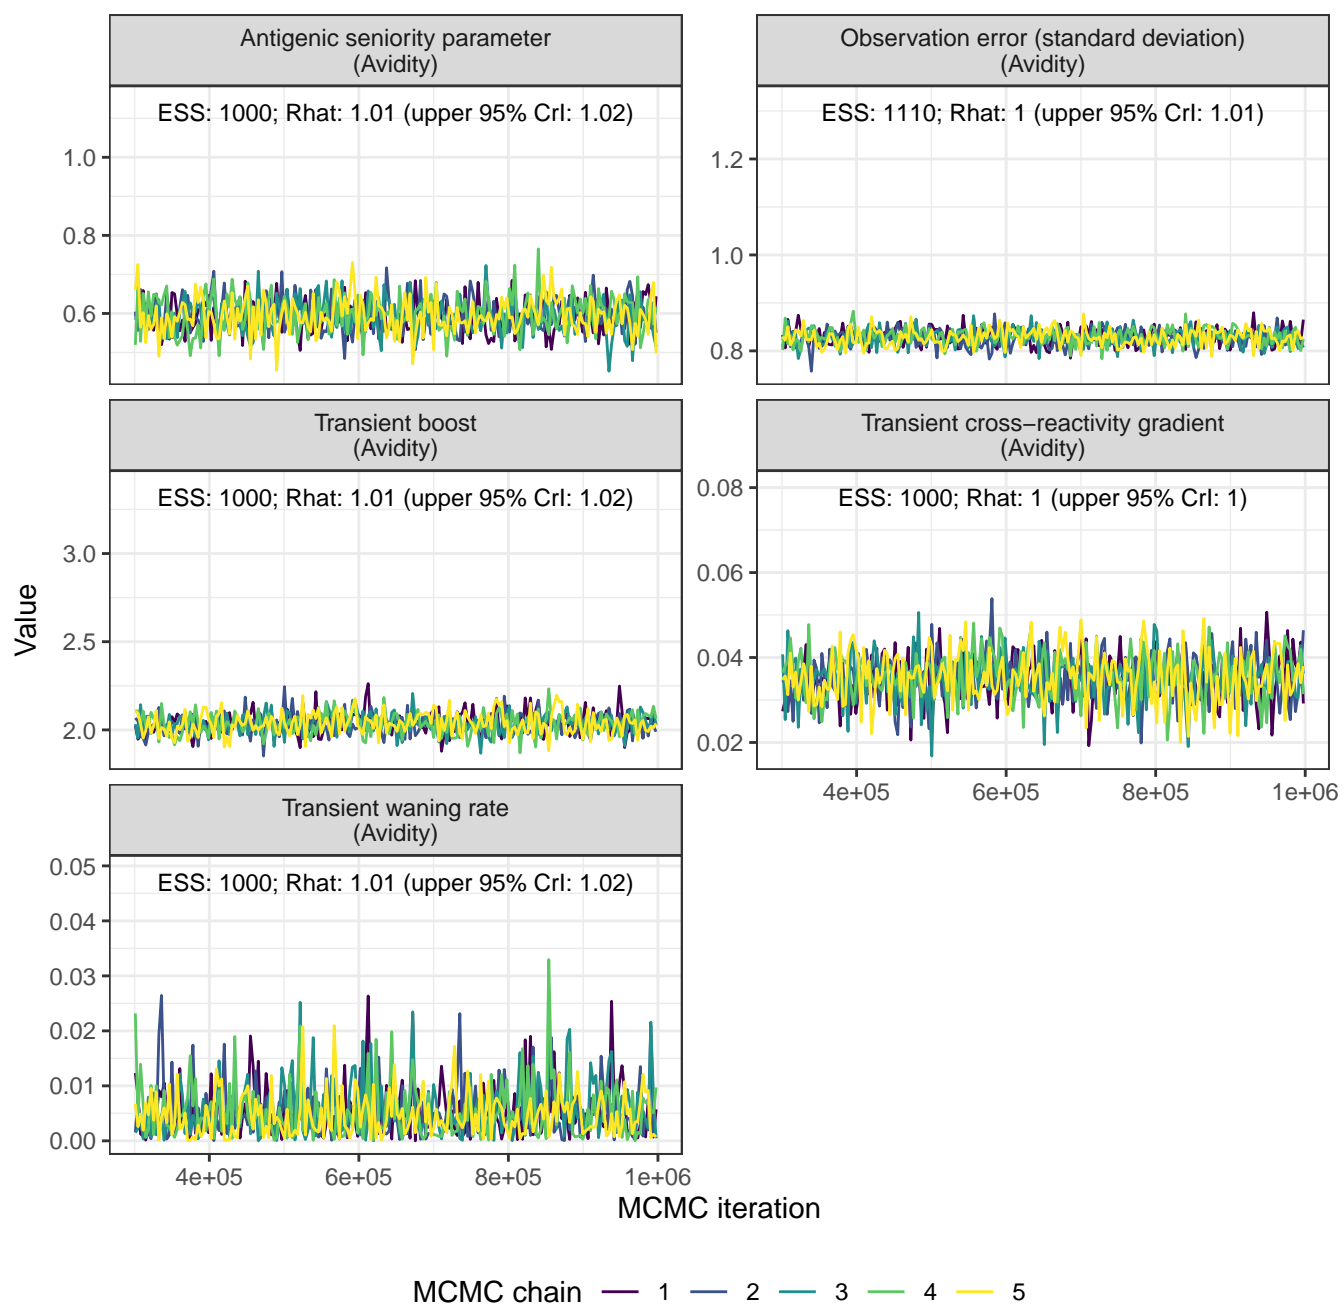 Antigenic seniority parameter
(Avidity)
ESS: 1000; Rhat: 1.01 (upper 95% CrI: 1.02)
1.0
0.8
0.6
Observation error (standard deviation)
(Avidity)
ESS: 1110; Rhat: 1 (upper 95% CrI: 1.01)
1.2
1.0
0.8
Transient boost
(Avidity)
ESS: 1000; Rhat: 1.01 (upper 95% CrI: 1.02)
3.0
2.5
2.0
Transient cross−reactivity gradient
(Avidity)
ESS: 1000; Rhat: 1 (upper 95% CrI: 1)
0.08
0.06
0.04
0.02
4e+05 6e+05 8e+05 1e+06
Transient waning rate
(Avidity)
ESS: 1000; Rhat: 1.01 (upper 95% CrI: 1.02)
0.05
0.04
0.03
0.02
0.01
0.00
4e+05 6e+05 8e+05 1e+06
Value
MCMC iteration
MCMC chain 1 2 3 4 5